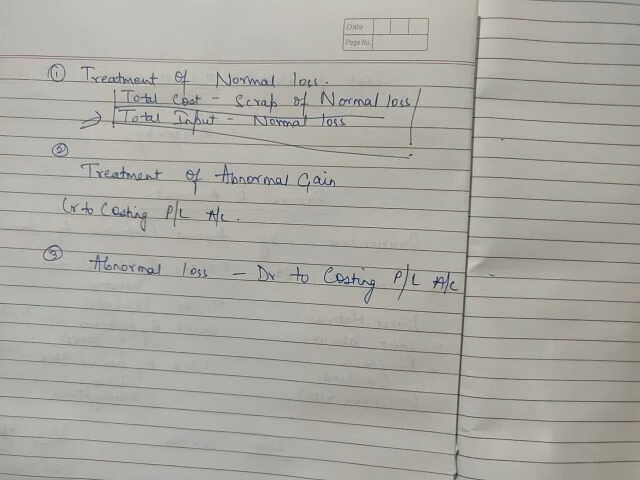 Date
Page No.
① Treatment of Normal loss.
Total Cost - Scrap of Normal loss
Total Input - Normal loss
②
Treatment of Abnormal Gain
Cr to Costing P/L A/c.
③ Abnormal loss - Dr to Costing P/L A/c